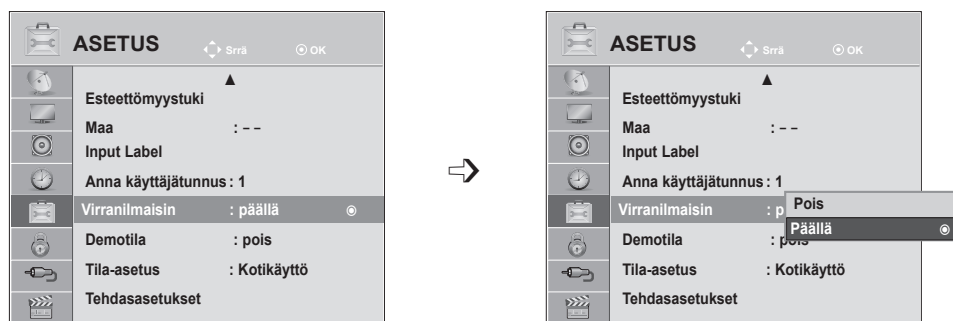 ASETUS Srrä OK
Esteettömyystuki
Maa : – –
Input Label
Anna käyttäjätunnus : 1
Virranilmaisin : päällä
Demotila : pois
Tila-asetus : Kotikäyttö
Tehdasasetukset
ASETUS Srrä OK
Esteettömyystuki
Maa : – –
Input Label
Anna käyttäjätunnus : 1
Virranilmaisin : p
Pois
Päällä
Demotila : pois
Tila-asetus : Kotikäyttö
Tehdasasetukset